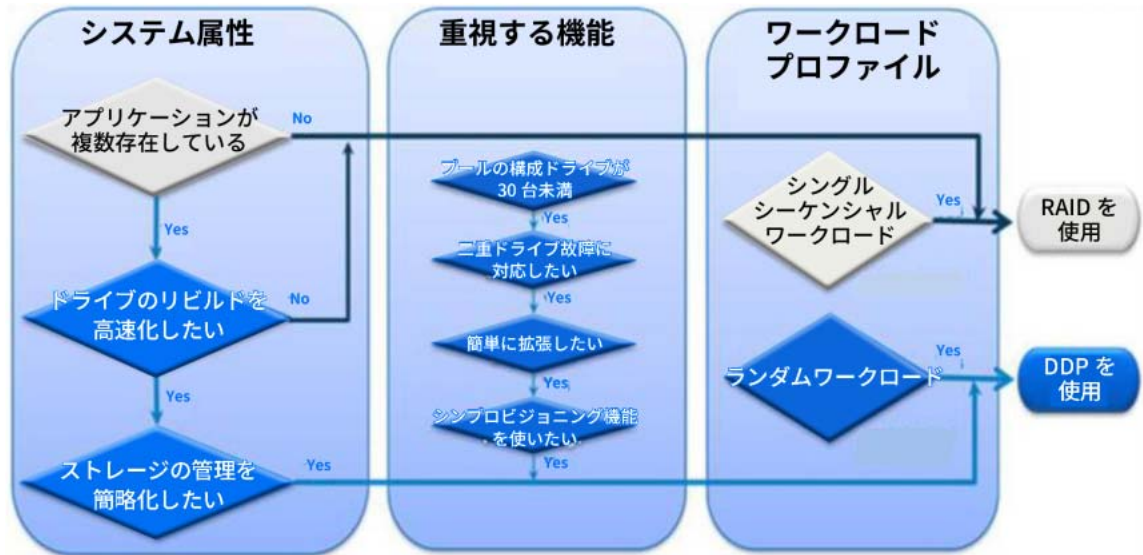 システム属性
アプリケーションが
複数存在している
No
Yes
ドライブのリビルドを
高速化したい
No
Yes
ストレージの管理を
簡略化したい
Yes
重視する機能
プールの構成ドライブが
30 台未満
Yes
二重ドライブ故障に
対応したい
Yes
簡単に拡張したい
Yes
シンプロビジョニング機能
を使いたい
Yes
ワークロード
プロファイル
シングル
シーケンシャル
ワークロード
Yes
RAID を
使用
ランダムワークロード
Yes
DDP を
使用